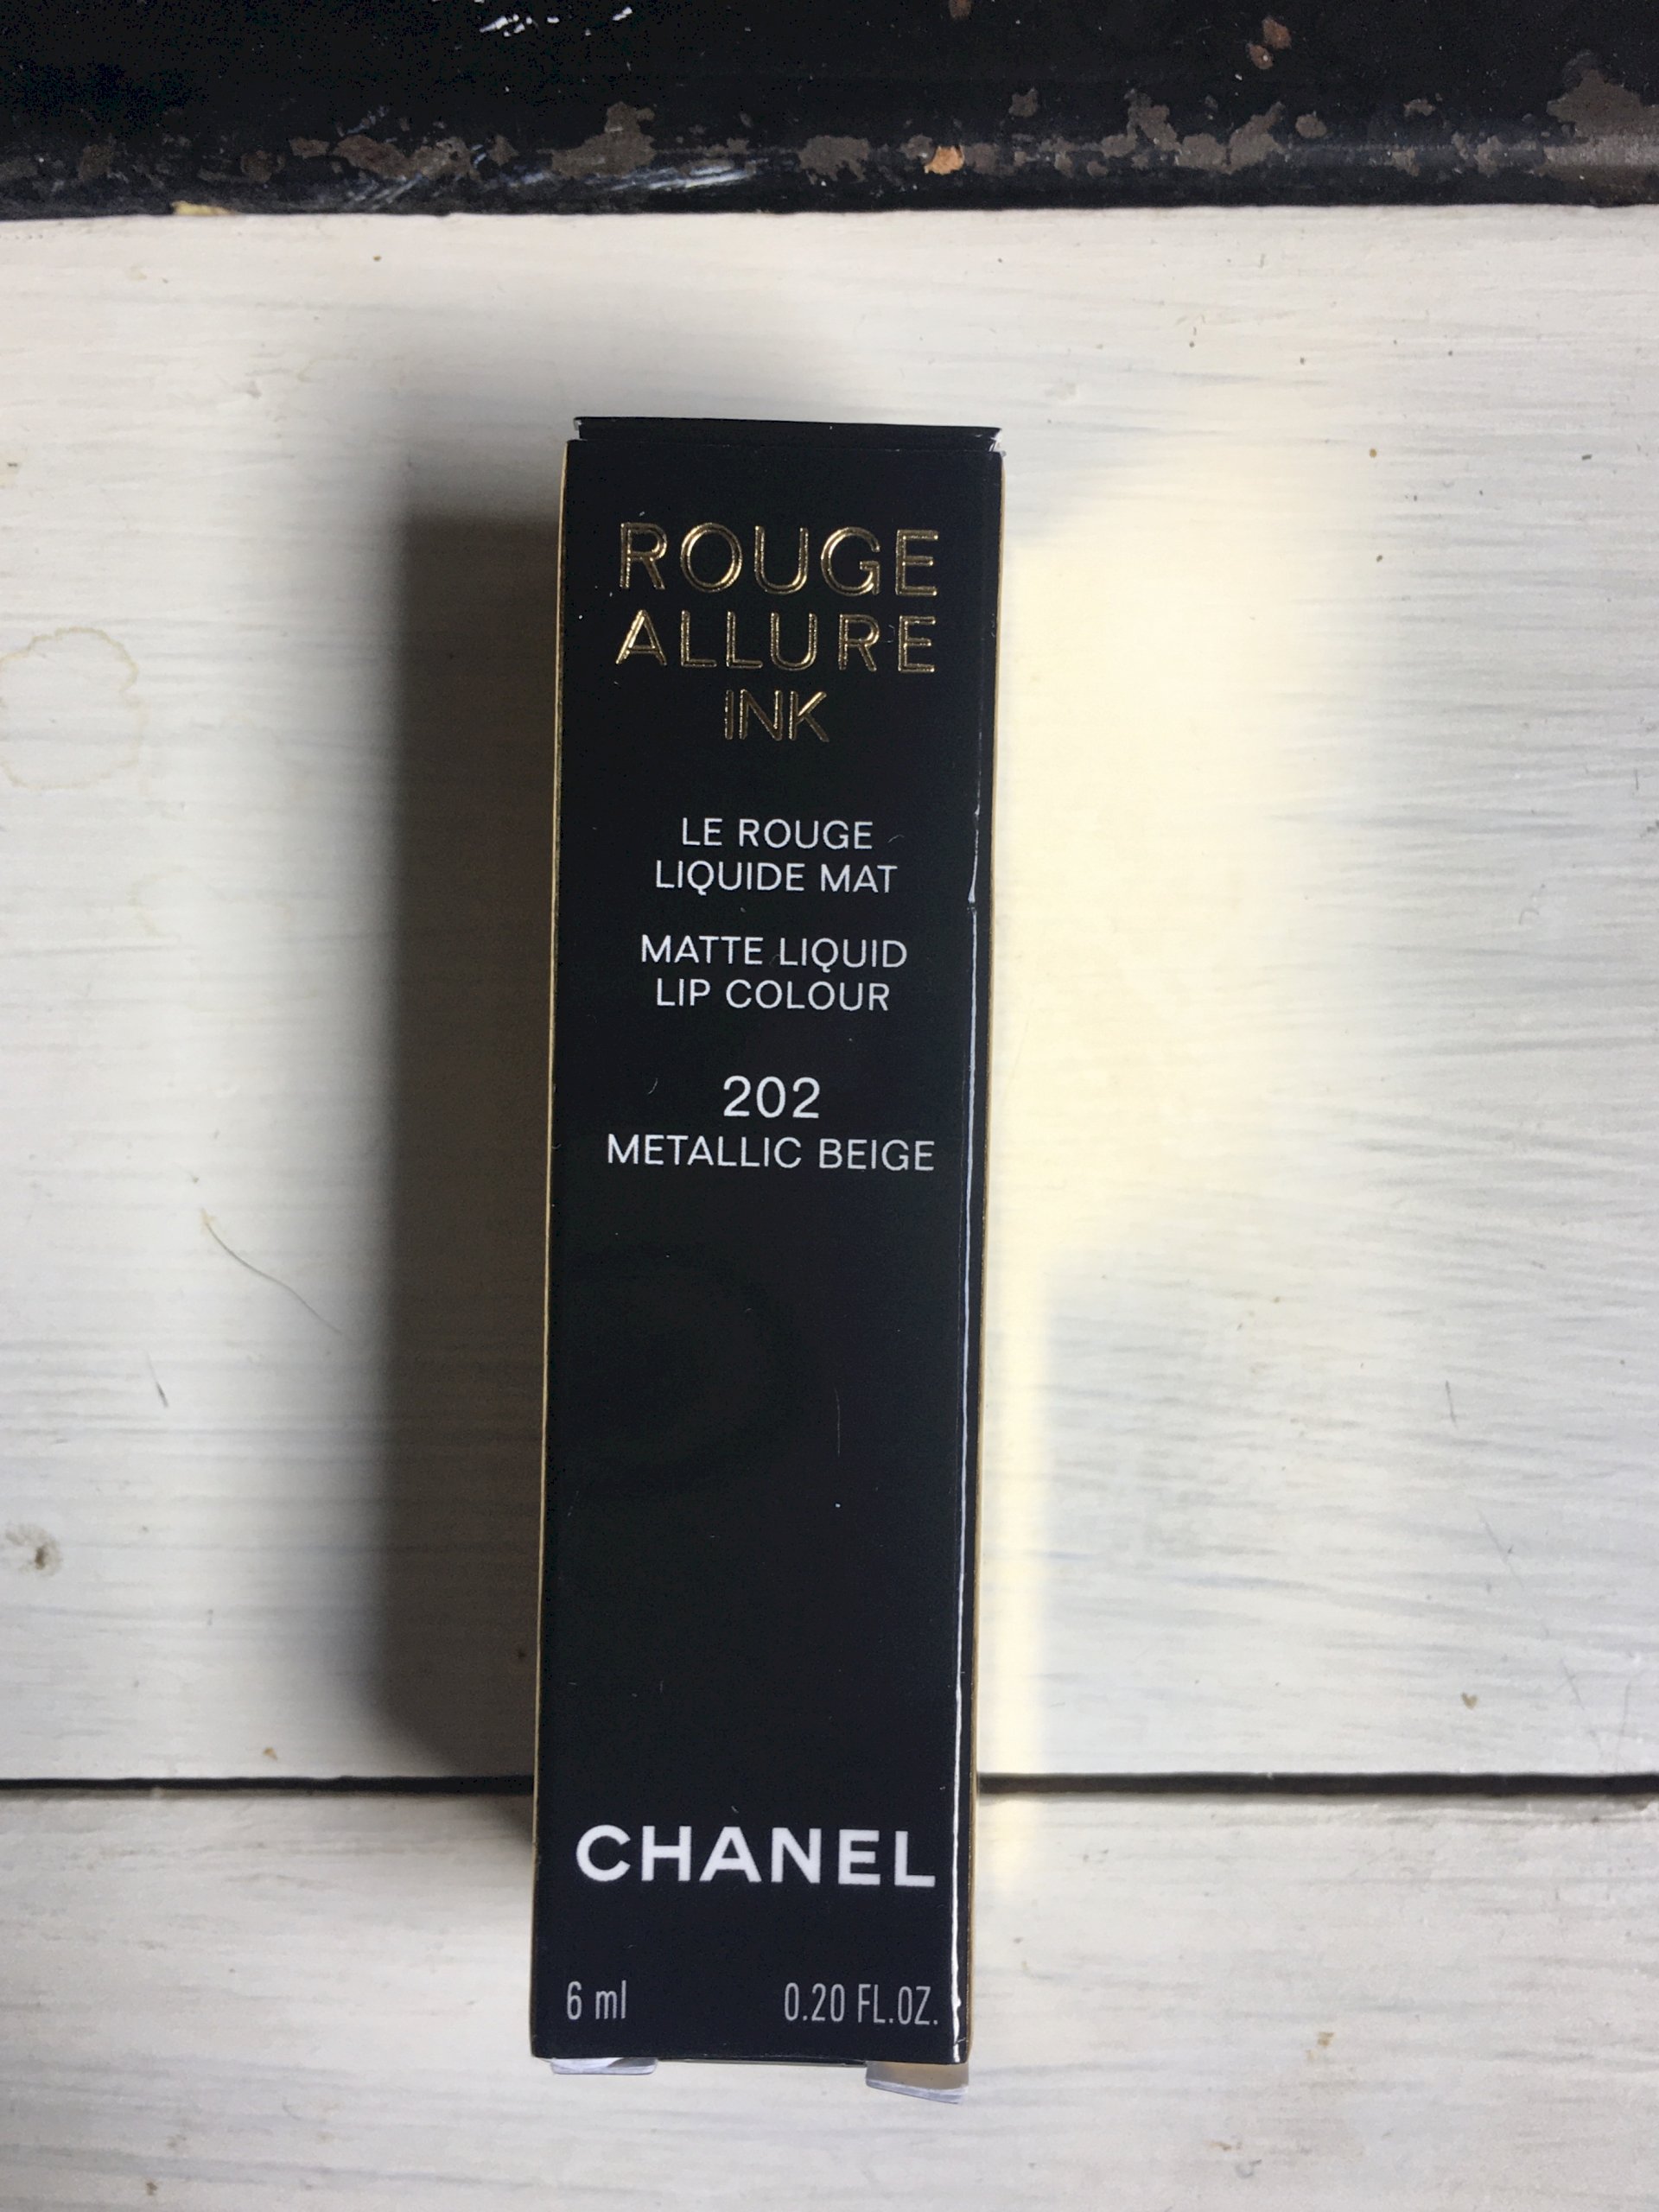 ROUGE
ALLURE
INK
LE ROUGE
LIQUIDE MAT
MATTE LIQUID
LIP COLOUR
202
METALLIC BEIGE
CHANEL
6 ml 0.20 FL.OZ.